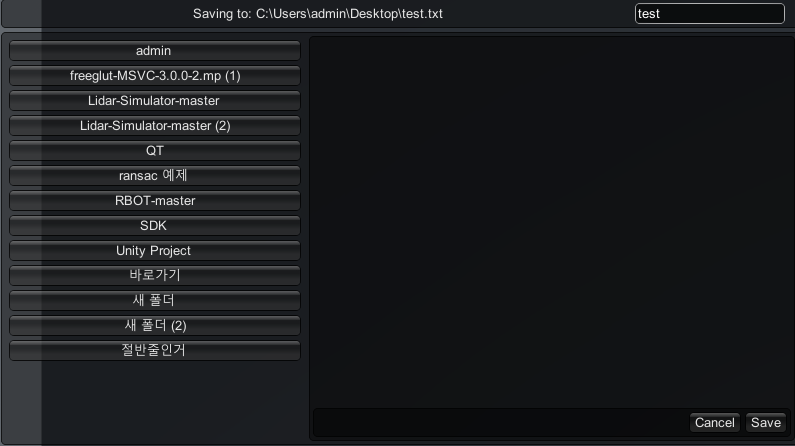 Saving to: C:\Users\admin\Desktop\test.txt
test
admin
freeglut-MSVC-3.0.0-2.mp (1)
Lidar-Simulator-master
Lidar-Simulator-master (2)
QT
ransac 예제
RBOT-master
SDK
Unity Project
바로가기
새 폴더
새 폴더 (2)
절반줄인거
Cancel
Save